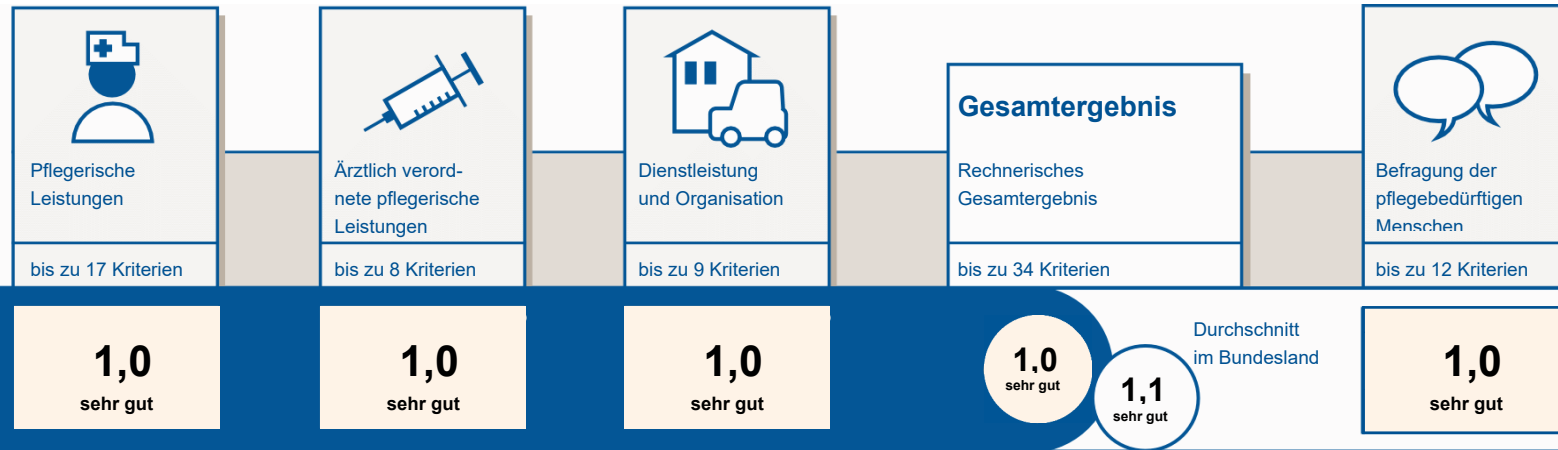 Pflegerische
Leistungen
bis zu 17 Kriterien
1,0
sehr gut
Ärztlich verord-
nete pflegerische
Leistungen
bis zu 8 Kriterien
1,0
sehr gut
Dienstleistung
und Organisation
bis zu 9 Kriterien
1,0
sehr gut
Gesamtergebnis
Rechnerisches
Gesamtergebnis
bis zu 34 Kriterien
1,0
sehr gut
1,1
sehr gut
Durchschnitt
im Bundesland
Befragung der
pflegebedürftigen
Menschen
bis zu 12 Kriterien
1,0
sehr gut